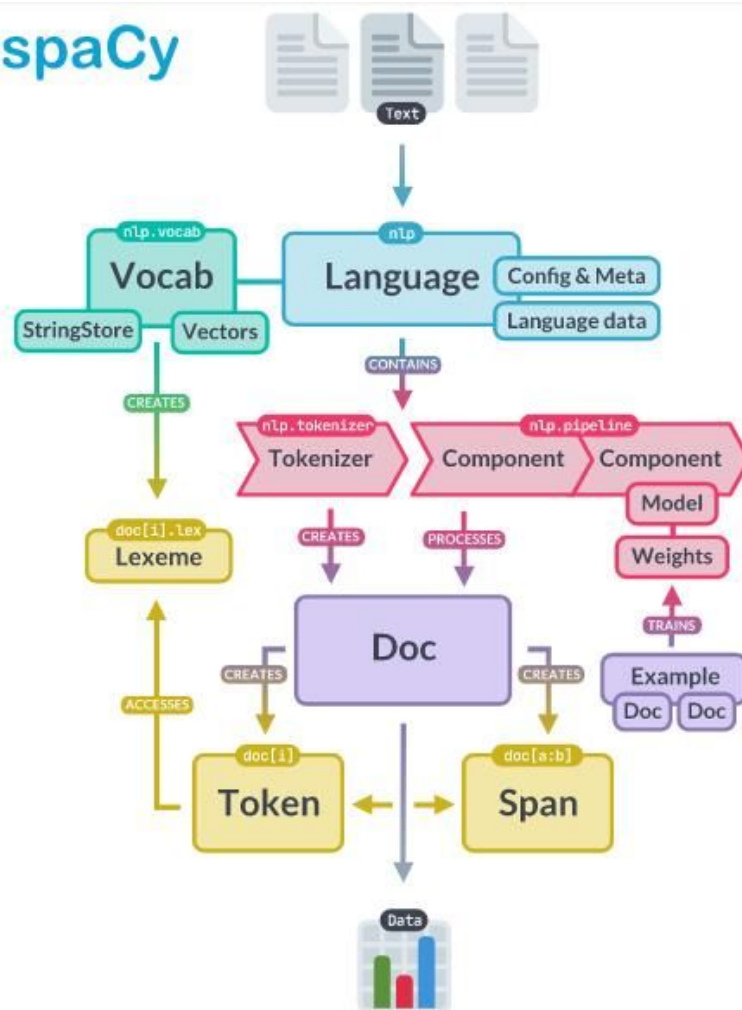 spaCy
Text
nlp.vocab
Vocab
StringStore
Vectors
nlp
Language
Config & Meta
Language data
CONTAINS
CREATES
nlp.tokenizer
Tokenizer
nlp.pipeline
Component
Component
Model
Weights
doc[i].lex
Lexeme
CREATES
PROCESSES
TRAINS
Doc
Example
Doc
Doc
CREATES
CREATES
ACCESSES
doc[i]
Token
doc[a:b]
Span
Data